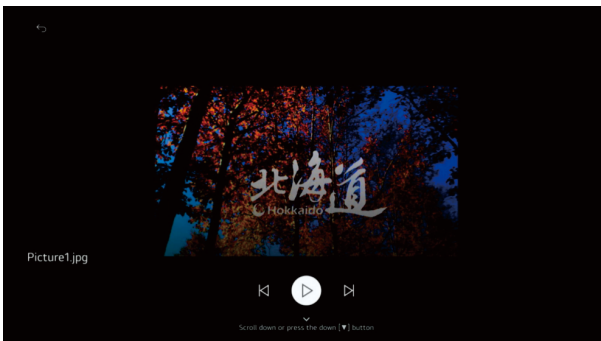 北海道
Hokkaido
Picture1.jpg
Scroll down or press the down [▼] button